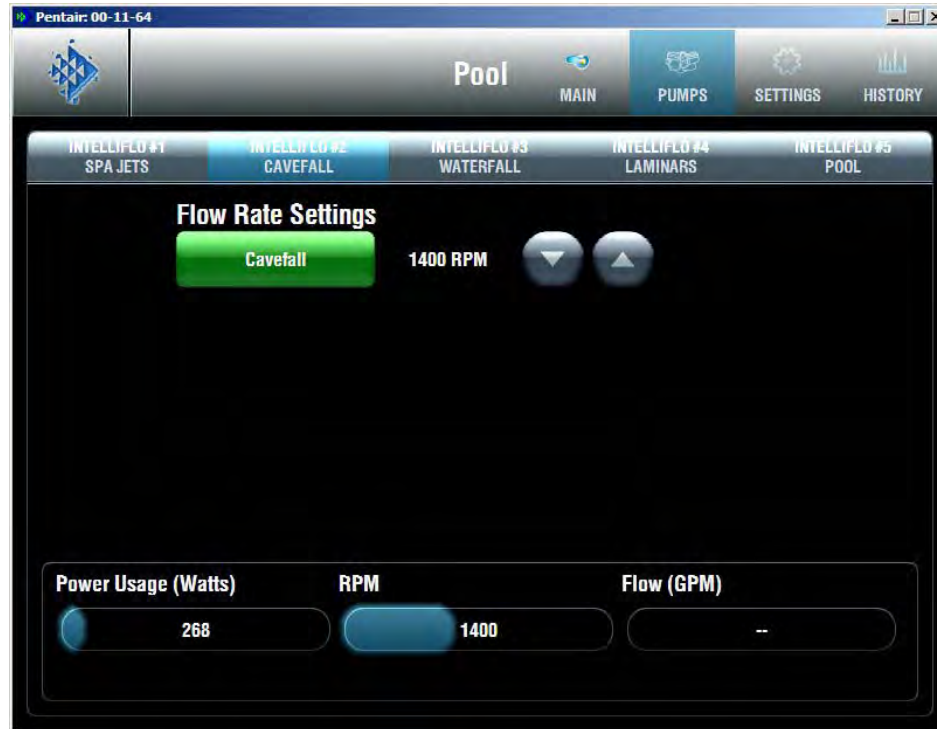 Pentair: 00-11-64
Pool
MAIN
PUMPS
SETTINGS
HISTORY
INTELLIFLO #1
SPA JETS
INTELLIFLO #2
CAVEFALL
INTELLIFLO #3
WATERFALL
INTELLIFLO #4
LAMINARS
INTELLIFLO #5
POOL
Flow Rate Settings
Cavefall
1400 RPM
Power Usage (Watts)
RPM
Flow (GPM)
268
1400
--